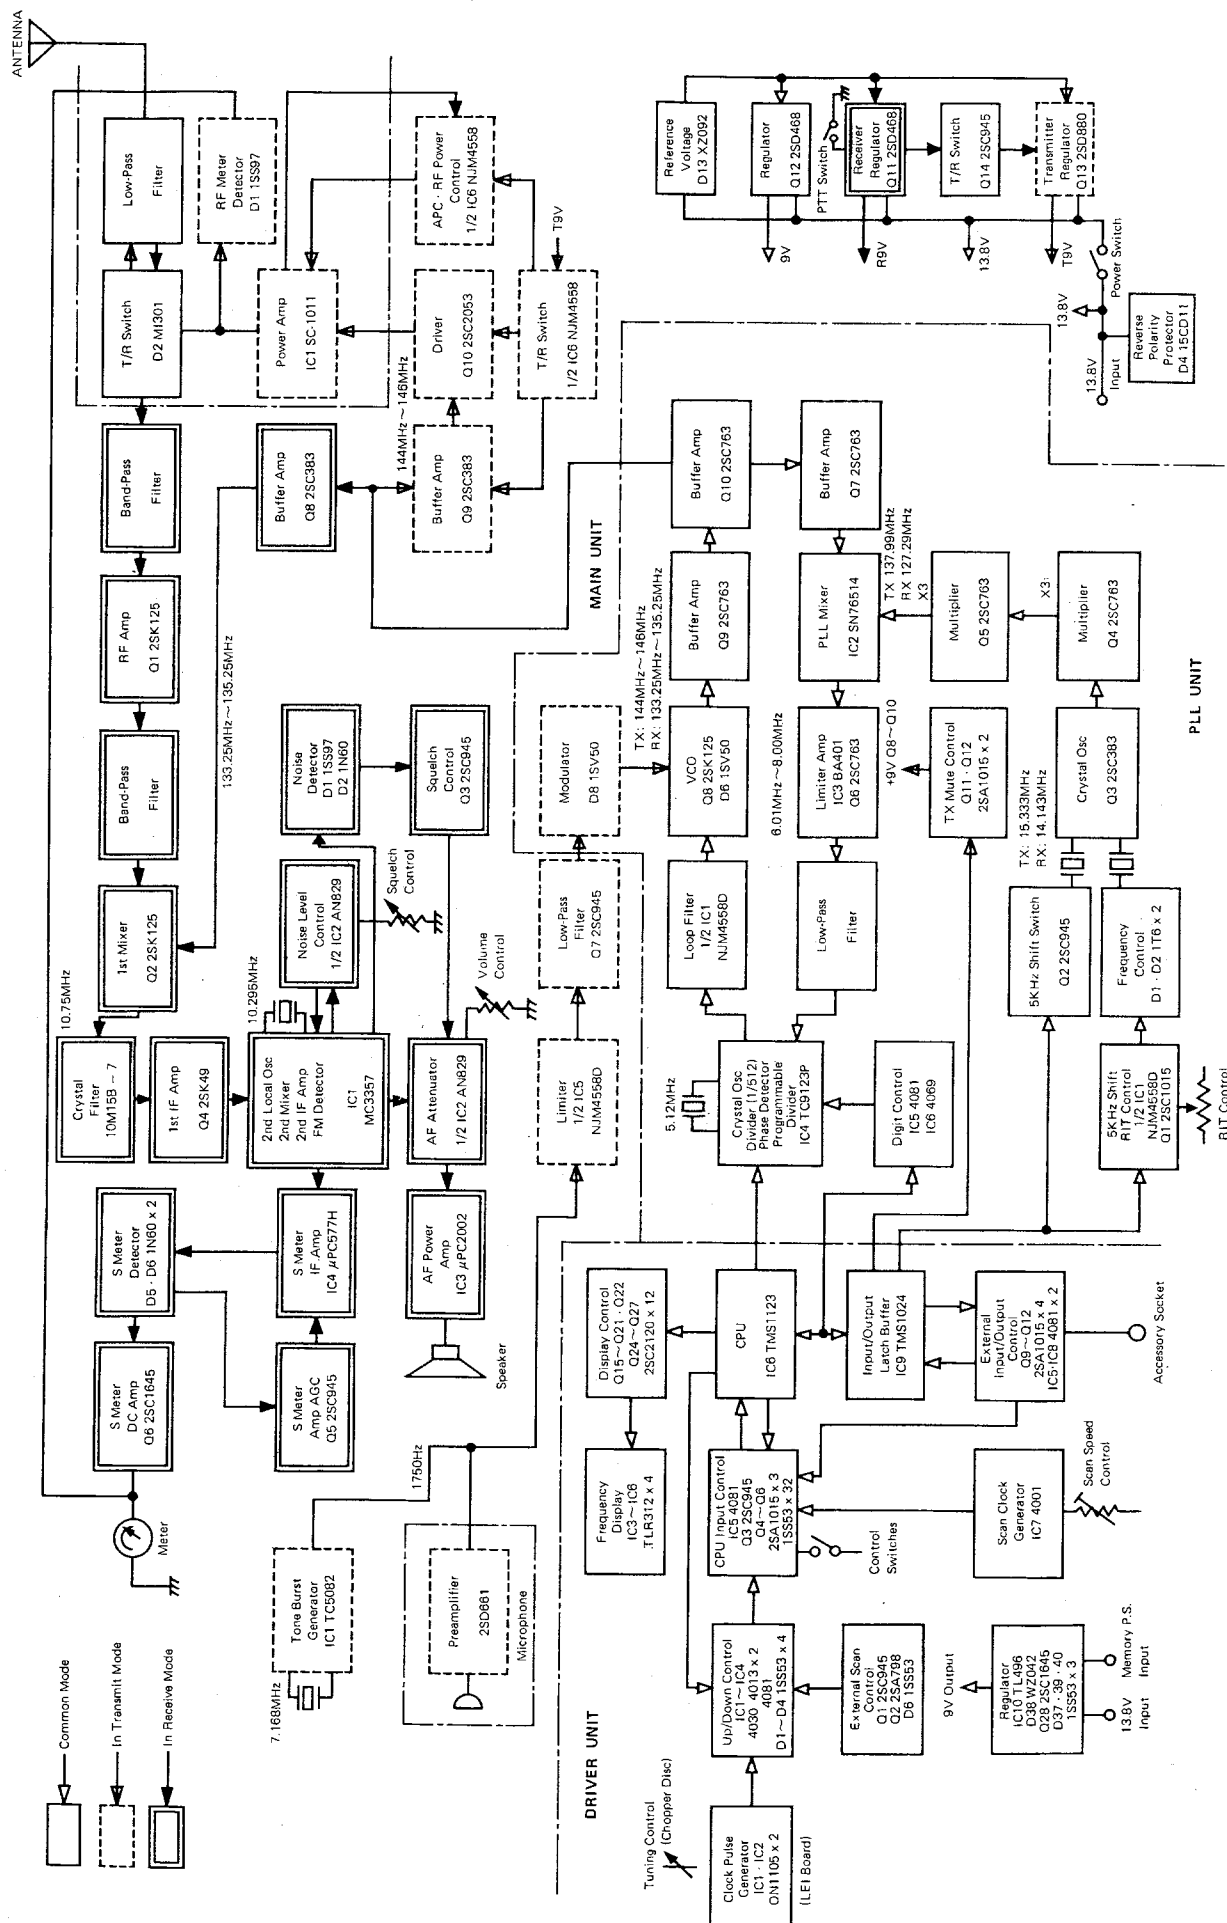 ANTENNA
Low-Pass
Filter
RF Meter
Detector
D1 1SS97
T/R Switch
D2 MI301
Power Amp
IC1 SC-1011
APC · RF Power
Control
1/2 IC6 NJM4558
Driver
Q10 2SC2053
T/R Switch
1/2 IC6 NJM4558
T9V
144MHz～146MHz
Buffer Amp
Q9 2SC383
Buffer Amp
Q8 2SC383
Band-Pass
Filter
RF Amp
Q1 2SK125
Band-Pass
Filter
133.25MHz～135.25MHz
1st Mixer
Q2 2SK125
10.75MHz
Crystal
Filter
10M15B – 7
1st IF Amp
Q4 2SK49
10.295MHz
2nd Local Osc
2nd Mixer
2nd IF Amp
FM Detector
IC1
MC3357
Noise Level
Control
1/2 IC2 AN829
Noise
Detector
D1 1SS97
D2 1N60
Squelch
Control
Q3 2SC945
Squelch
Control
Volume
Control
AF Attenuator
1/2 IC2 AN829
AF Power
Amp
IC3 μPC2002
Speaker
S Meter
IF Amp
IC4 μPC577H
S Meter
Detector
D5 · D6 1N60 x 2
S Meter
DC Amp
Q6 2SC1645
S Meter
Amp AGC
Q5 2SC945
Meter
MAIN UNIT
Common Mode
In Transmit Mode
In Receive Mode
7.168MHz
Tone Burst
Generator
IC1 TC5082
1750Hz
Preamplifier
2SD661
Microphone
Limiter
1/2 IC5
NJM4558D
Low-Pass
Filter
Q7 2SC945
Modulator
D8 1SV50
Reference
Voltage
D13 XZ092
Regulator
Q12 2SD468
PTT Switch
Receiver
Regulator
Q11 2SD468
T/R Switch
Q14 2SC945
Transmitter
Regulator
Q13 2SD880
9V
R9V
13.8V
T9V
Power Switch
13.8V
13.8V
Input
Reverse
Polarity
Protector
D4 15CD11
TX: 144MHz～146MHz
RX: 133.25MHz～135.25MHz
VCO
Q8 2SK125
D6 1SV50
Buffer Amp
Q9 2SC763
Buffer Amp
Q10 2SC763
Buffer Amp
Q7 2SC763
PLL Mixer
IC2 SN76514
TX 137.99MHz
RX 127.29MHz
X3
Multiplier
Q5 2SC763
X3
Multiplier
Q4 2SC763
6.01MHz～8.00MHz
Limiter Amp
IC3 BA401
Q6 2SC763
+9V Q8～Q10
TX Mute Control
Q11 · Q12
2SA1015 x 2
Crystal Osc
Q3 2SC383
TX: 15.333MHz
RX: 14.143MHz
Loop Filter
1/2 IC1
NJM4558D
Low-Pass
Filter
5KHz Shift Switch
Q2 2SC945
Frequency
Control
D1 · D2 1T6 x 2
5.12MHz
Crystal Osc
Divider (1/512)
Phase Detector
Programmable
Divider
IC4 TC9123P
Digit Control
IC5 4081
IC6 4069
5KHz Shift
RIT Control
1/2 IC1
NJM4558D
Q1 2SC1015
RIT Control
PLL UNIT
DRIVER UNIT
Display Control
Q15～Q21 · Q22
Q24～Q27
2SC2120 x 12
Frequency
Display
IC3～IC6
TLR312 x 4
CPU
IC6 TMS1123
Input/Output
Latch Buffer
IC9 TMS1024
External
Input/Output
Control
Q9～Q12
2SA1015 x 4
IC5·IC8 4081 x 2
Accessory Socket
CPU Input Control
IC5 4081
Q3 2SC945
Q4～Q6
2SA1015 x 3
1SS53 x 32
Control
Switches
Scan Clock
Generator
IC7 4001
Scan Speed
Control
Up/Down Control
IC1～IC4
4030 4013 x 2
4081
D1～D4 1SS53 x 4
External Scan
Control
Q1 2SC945
Q2 2SA798
D6 1SS53
9V Output
Regulator
IC10 TL496
D38 WZ042
Q28 2SC1645
D37 · 39 · 40
1SS53 x 3
13.8V
Input
Memory P.S.
Input
Tuning Control
(Chopper Disc)
Clock Pulse
Generator
IC1 · IC2
ON1105 x 2
(LEI Board)